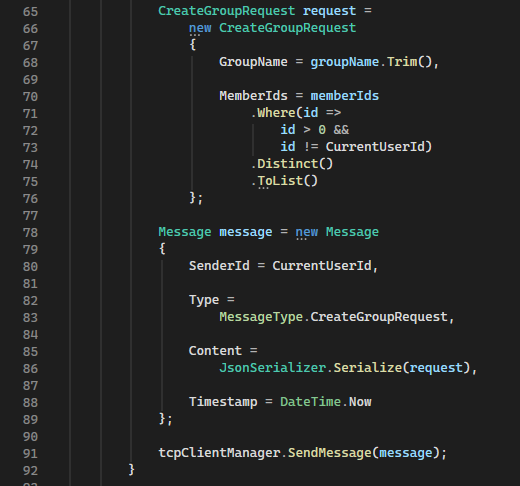 65 CreateGroupRequest request =
66 new CreateGroupRequest
67 {
68 GroupName = groupName.Trim(),
69
70 MemberIds = memberIds
71 .Where(id =>
72 id > 0 &&
73 id != CurrentUserId)
74 .Distinct()
75 .ToList()
76 };
77
78 Message message = new Message
79 {
80 SenderId = CurrentUserId,
81
82 Type =
83 MessageType.CreateGroupRequest,
84
85 Content =
86 JsonSerializer.Serialize(request),
87
88 Timestamp = DateTime.Now
89 };
90
91 tcpClientManager.SendMessage(message);
92 }